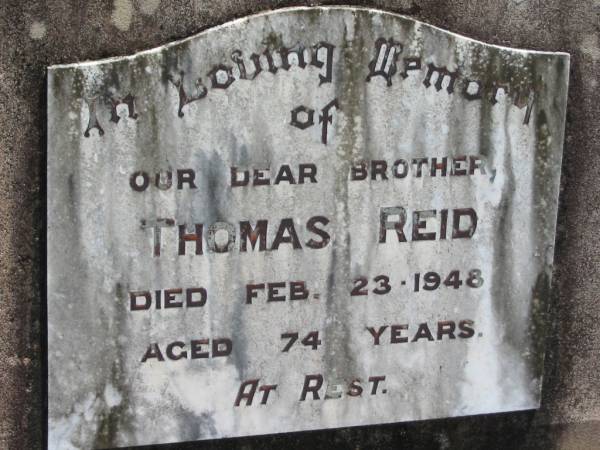 In Loving Memory
of
OUR DEAR BROTHER,
THOMAS REID
DIED FEB. 23·1948
AGED 74 YEARS.
AT REST.